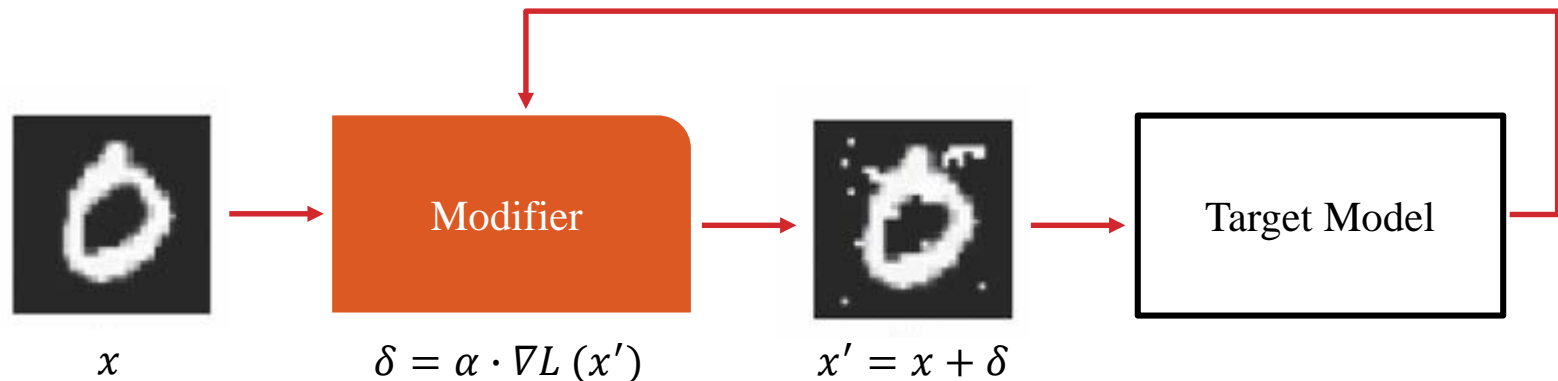 Modifier
Target Model
𝑥
𝛿 = 𝛼 ∙ 𝛻𝐿 (𝑥′)
𝑥′ = 𝑥 + 𝛿